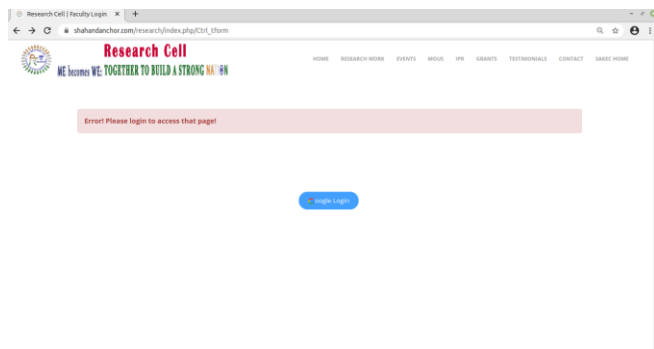 Research Cell | Faculty Login
shahandanchor.com/research/index.php/Ctrl_tform
Research Cell
ME becomes WE: TOGETHER TO BUILD A STRONG NATION
HOME RESEARCH WORK EVENTS MOUS IPR GRANTS TESTIMONIALS CONTACT SAKEC HOME
Error! Please login to access that page!
Google Login